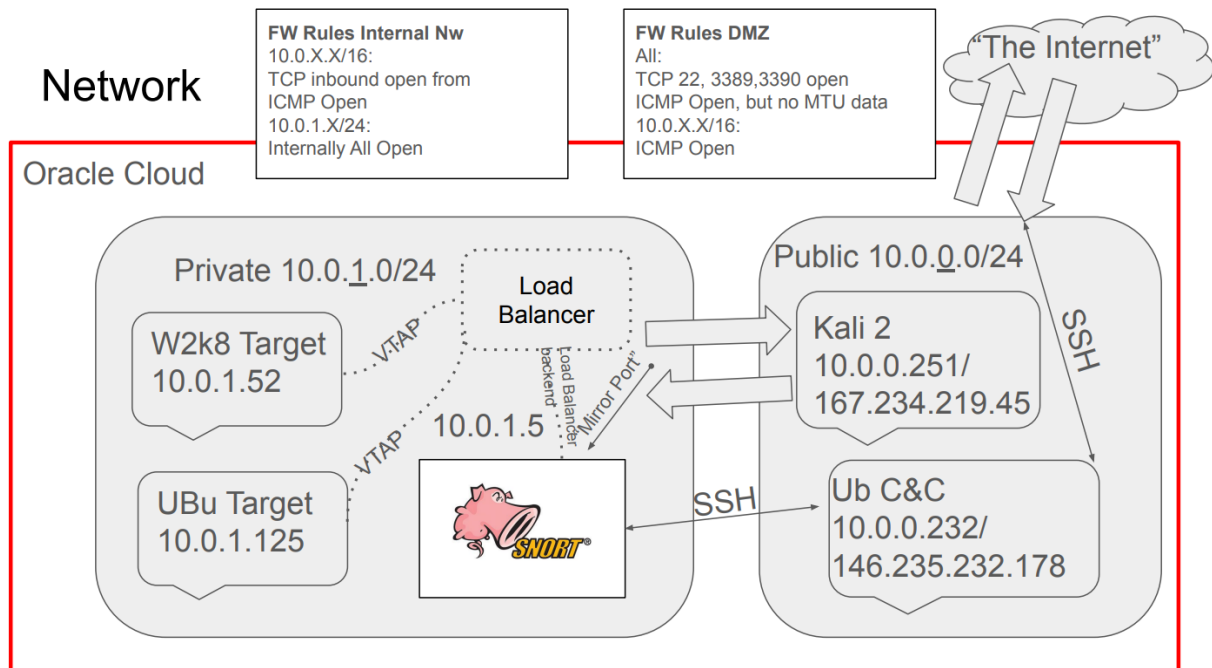 Network
FW Rules Internal Nw
10.0.X.X/16:
TCP inbound open from
ICMP Open
10.0.1.X/24:
Internally All Open
FW Rules DMZ
All:
TCP 22, 3389,3390 open
ICMP Open, but no MTU data
10.0.X.X/16:
ICMP Open
“The Internet”
Oracle Cloud
Private 10.0.1.0/24
Load
Balancer
W2k8 Target
10.0.1.52
VTAP
VTAP
UBu Target
10.0.1.125
Load Balancer
backend
“Mirror Port”
10.0.1.5
SNORT®
SSH
Public 10.0.0.0/24
Kali 2
10.0.0.251/
167.234.219.45
SSH
Ub C&C
10.0.0.232/
146.235.232.178